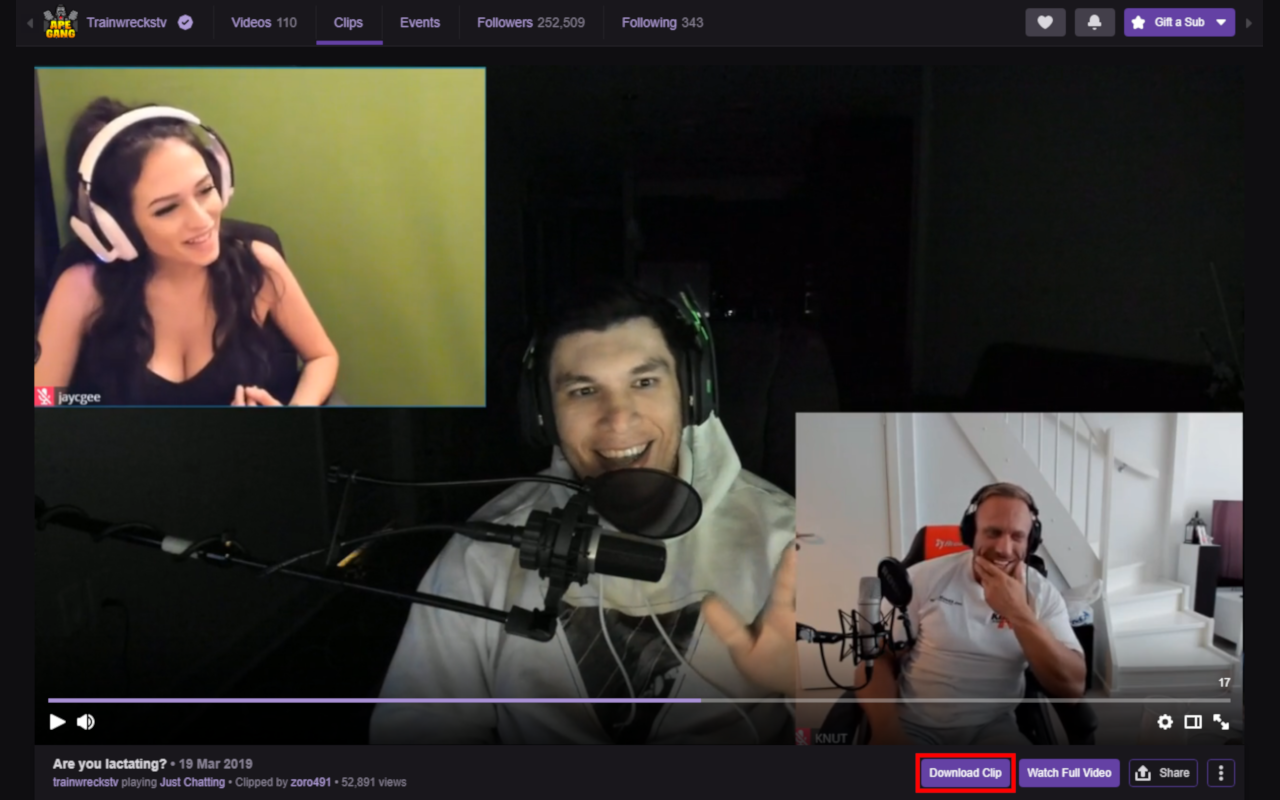 APE
GANG
Trainwreckstv
Videos 110
Clips
Events
Followers 252,509
Following 343
Gift a Sub
jaycgee
17
KNUT
Are you lactating? • 19 Mar 2019
trainwreckstv playing Just Chatting • Clipped by zoro491 • 52,891 views
Download Clip
Watch Full Video
Share